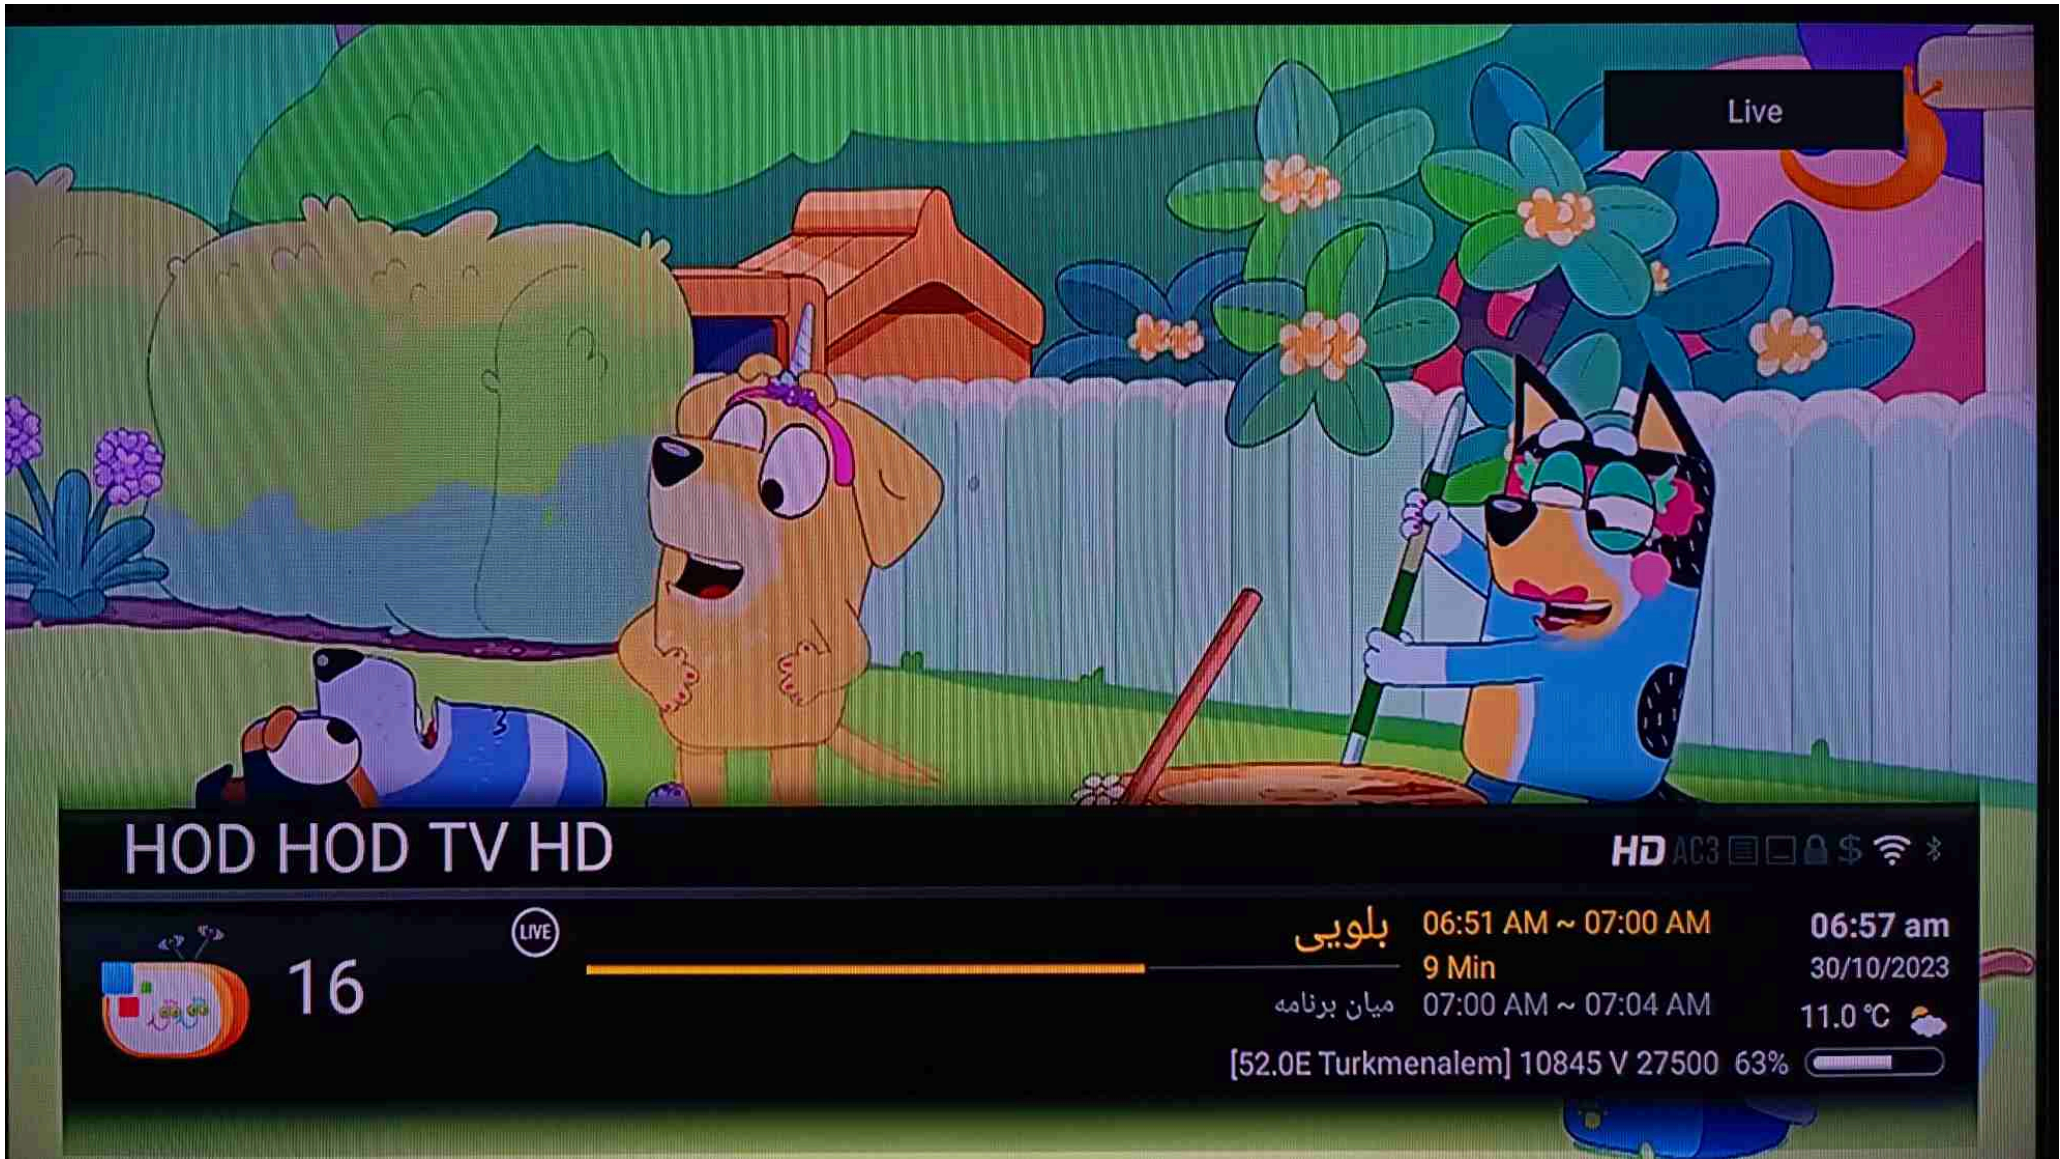 Live
HOD HOD TV HD
HD AC3 $
16
LIVE
بلویی
06:51 AM ~ 07:00 AM
9 Min
میان برنامه
07:00 AM ~ 07:04 AM
06:57 am
30/10/2023
11.0 °C
[52.0E Turkmenalem] 10845 V 27500 63%